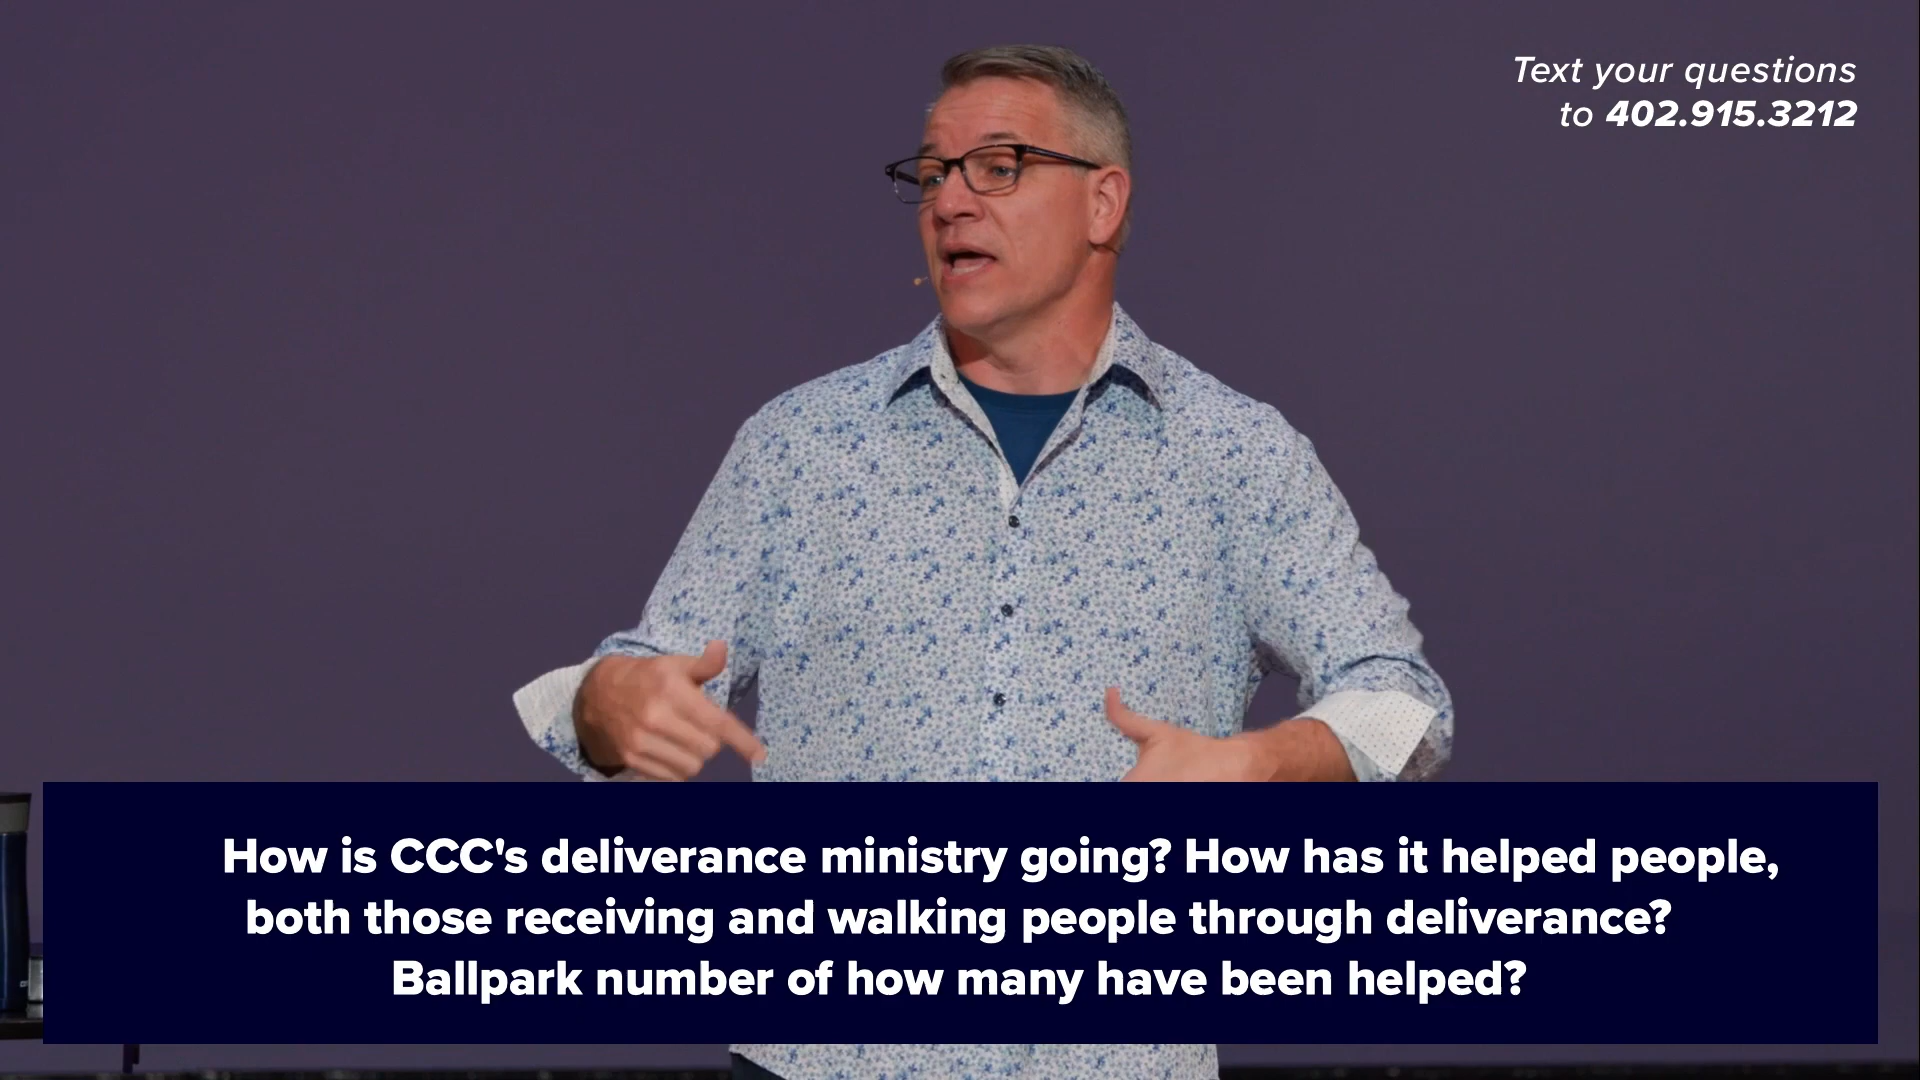 Text your questions
to 402.915.3212
How is CCC's deliverance ministry going? How has it helped people,
both those receiving and walking people through deliverance?
Ballpark number of how many have been helped?